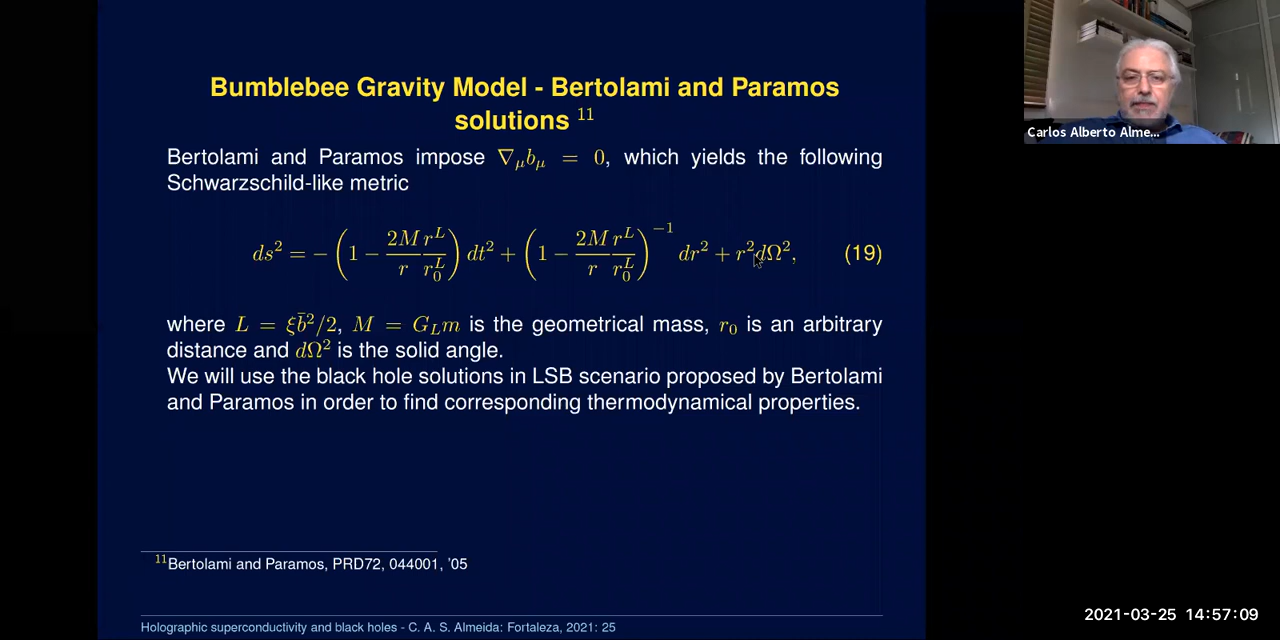 Bumblebee Gravity Model - Bertolami and Paramos
solutions ¹¹
Bertolami and Paramos impose ∇_μ b_μ = 0, which yields the following
Schwarzschild-like metric
ds² = −(1 − 2M/r r^L/r_0^L) dt² + (1 − 2M/r r^L/r_0^L)^−1 dr² + r²dΩ², (19)
where L = ξb̄²/2, M = G_L m is the geometrical mass, r_0 is an arbitrary
distance and dΩ² is the solid angle.
We will use the black hole solutions in LSB scenario proposed by Bertolami
and Paramos in order to find corresponding thermodynamical properties.
¹¹Bertolami and Paramos, PRD72, 044001, '05
Holographic superconductivity and black holes - C. A. S. Almeida: Fortaleza, 2021: 25
Carlos Alberto Alme...
2021-03-25 14:57:09